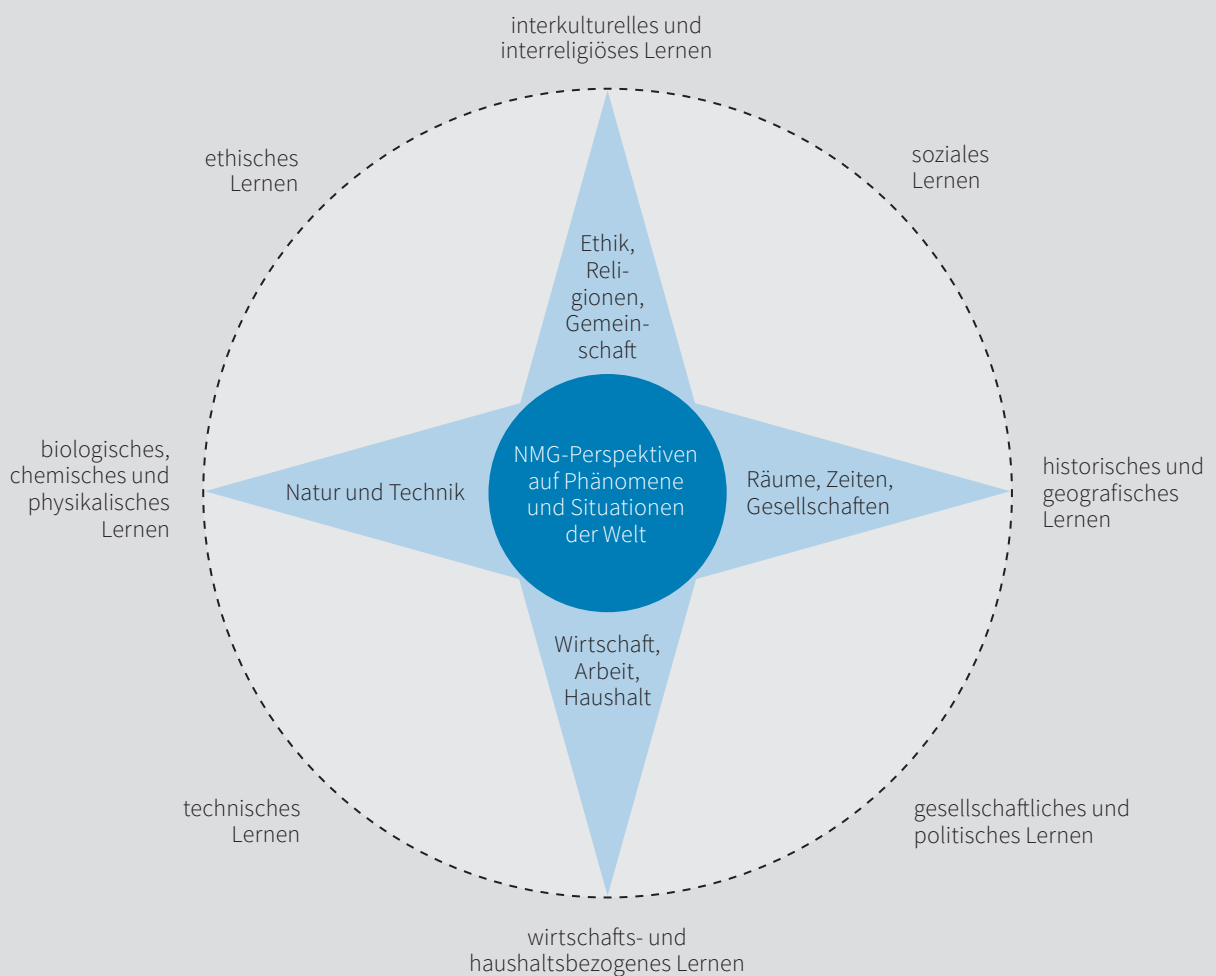 interkulturelles und
interreligiöses Lernen
ethisches
Lernen
soziales
Lernen
Ethik,
Reli-
gionen,
Gemein-
schaft
biologisches,
chemisches und
physikalisches
Lernen
Natur und Technik
NMG-Perspektiven
auf Phänomene
und Situationen
der Welt
Räume, Zeiten,
Gesellschaften
historisches und
geografisches
Lernen
Wirtschaft,
Arbeit,
Haushalt
technisches
Lernen
gesellschaftliches und
politisches Lernen
wirtschafts- und
haushaltsbezogenes Lernen